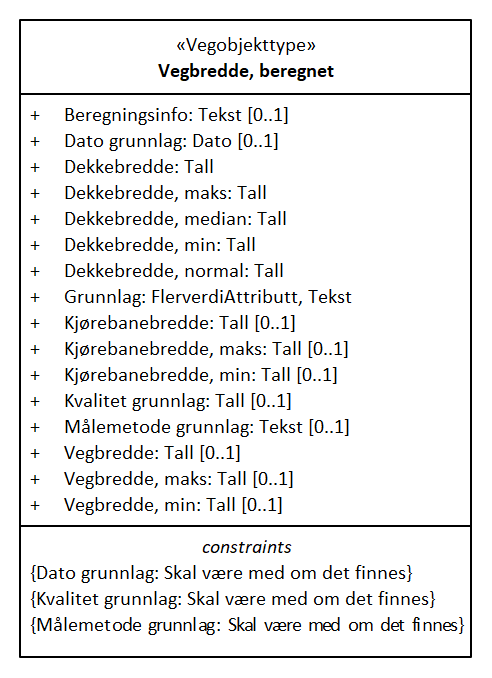 «Vegobjekttype»
Vegbredde, beregnet
+ Beregningsinfo: Tekst [0..1]
+ Dato grunnlag: Dato [0..1]
+ Dekkebredde: Tall
+ Dekkebredde, maks: Tall
+ Dekkebredde, median: Tall
+ Dekkebredde, min: Tall
+ Dekkebredde, normal: Tall
+ Grunnlag: FlerverdiAttributt, Tekst
+ Kjørebanebredde: Tall [0..1]
+ Kjørebanebredde, maks: Tall [0..1]
+ Kjørebanebredde, min: Tall [0..1]
+ Kvalitet grunnlag: Tall [0..1]
+ Målemetode grunnlag: Tekst [0..1]
+ Vegbredde: Tall [0..1]
+ Vegbredde, maks: Tall [0..1]
+ Vegbredde, min: Tall [0..1]
constraints
{Dato grunnlag: Skal være med om det finnes}
{Kvalitet grunnlag: Skal være med om det finnes}
{Målemetode grunnlag: Skal være med om det finnes}